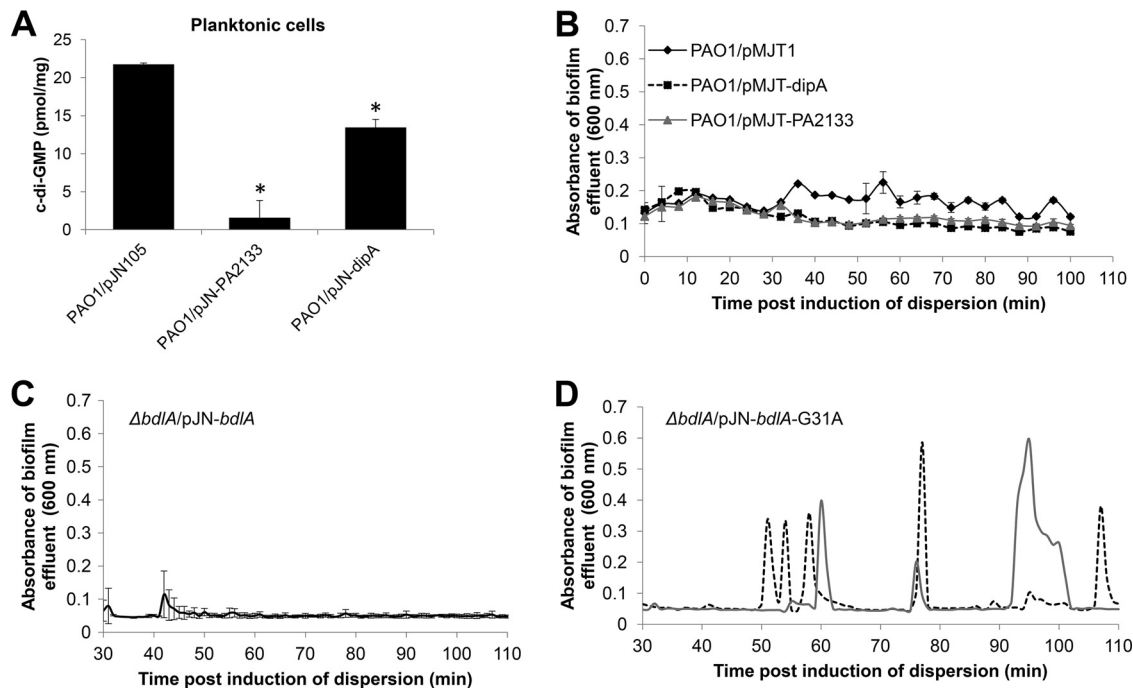 A
Planktonic cells
c-di-GMP (pmol/mg)
25
20
15
10
5
0
*
*
PAO1/pJN105
PAO1/pJN-PA2133
PAO1/pJN-dipA
B
Absorbance of biofilm
effluent (600 nm)
0.7
0.6
0.5
0.4
0.3
0.2
0.1
0
PAO1/pMJT1
PAO1/pMJT-dipA
PAO1/pMJT-PA2133
0 10 20 30 40 50 60 70 80 90 100 110
Time post induction of dispersion (min)
C
ΔbdlA/pJN-bdlA
Absorbance of biofilm
effluent (600 nm)
0.7
0.6
0.5
0.4
0.3
0.2
0.1
0
30 40 50 60 70 80 90 100 110
Time post induction of dispersion (min)
D
ΔbdlA/pJN-bdlA-G31A
Absorbance of biofilm
effluent (600 nm)
0.7
0.6
0.5
0.4
0.3
0.2
0.1
0
30 40 50 60 70 80 90 100 110
Time post induction of dispersion (min)